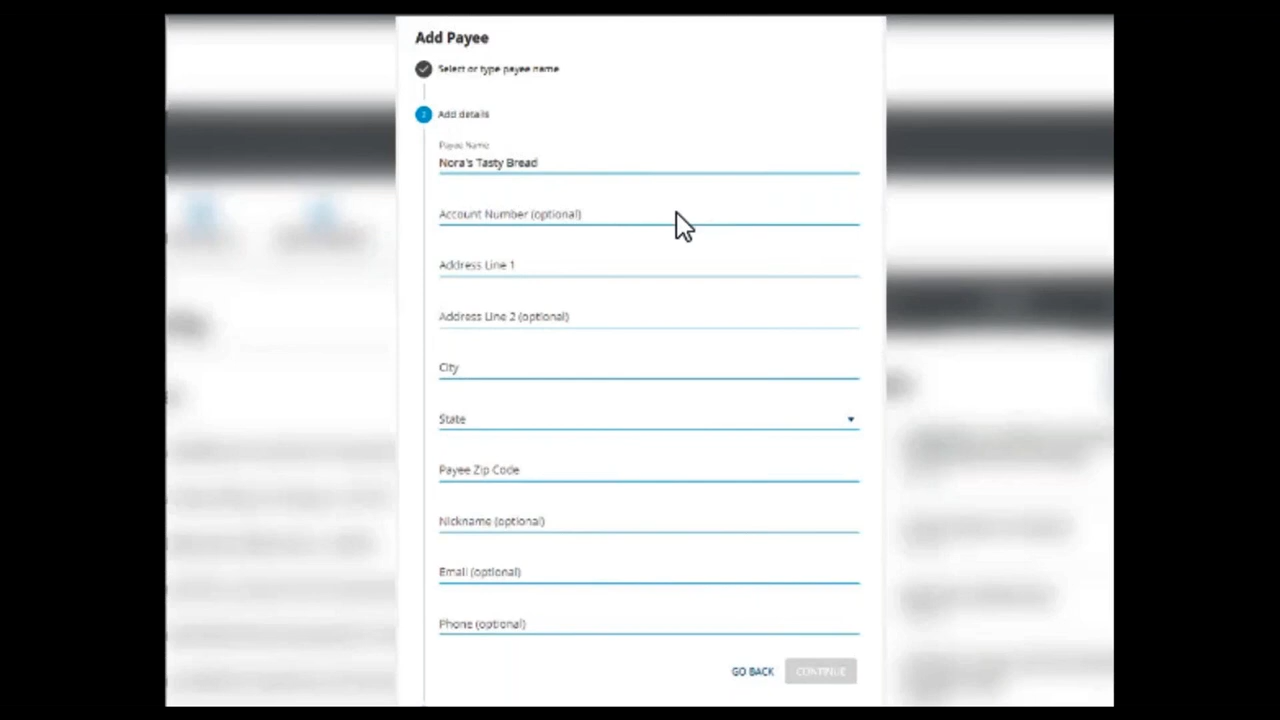 Add Payee
Select or type payee name
2
Add details
Payee Name
Nora's Tasty Bread
Account Number (optional)
Address Line 1
Address Line 2 (optional)
City
State
Payee Zip Code
Nickname (optional)
Email (optional)
Phone (optional)
GO BACK CONTINUE